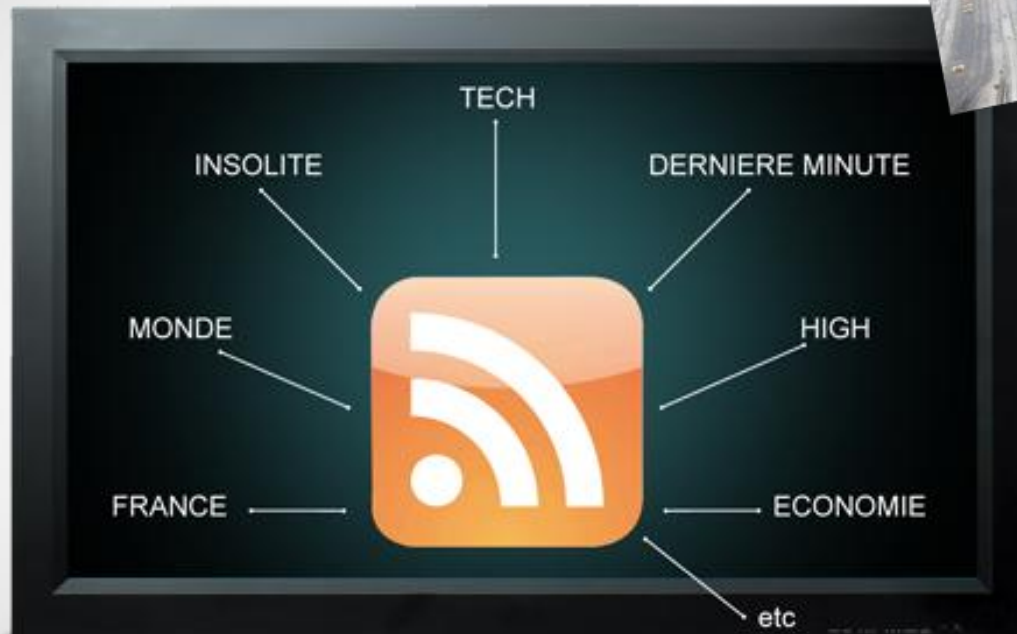 TECH
INSOLITE
DERNIERE MINUTE
MONDE
HIGH
FRANCE
ECONOMIE
etc